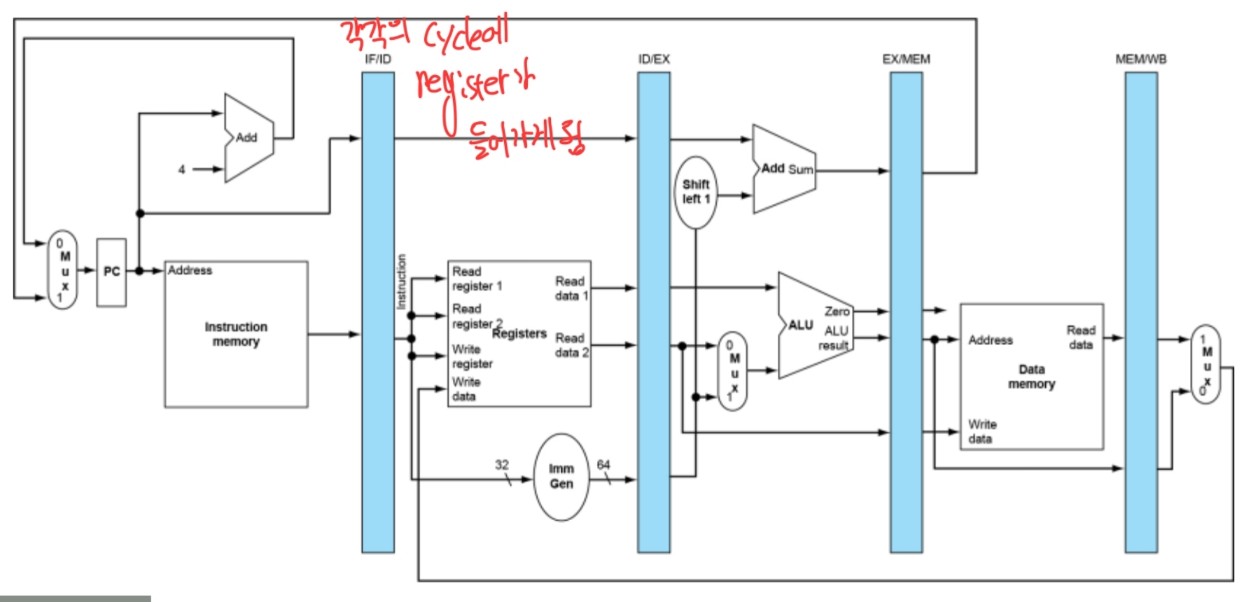 각각의 cycle에
register가
들어가게 됨
IF/ID
ID/EX
EX/MEM
MEM/WB
Add
4
Add Sum
Shift
left 1
0
M
u
x
1
PC
Address
Instruction
memory
Instruction
Read
register 1
Read
register 2
Registers
Write
register
Write
data
Read
data 1
Read
data 2
0
M
u
x
1
ALU
Zero
ALU
result
Address
Read
data
Data
memory
Write
data
1
M
u
x
0
32
Imm
Gen
64